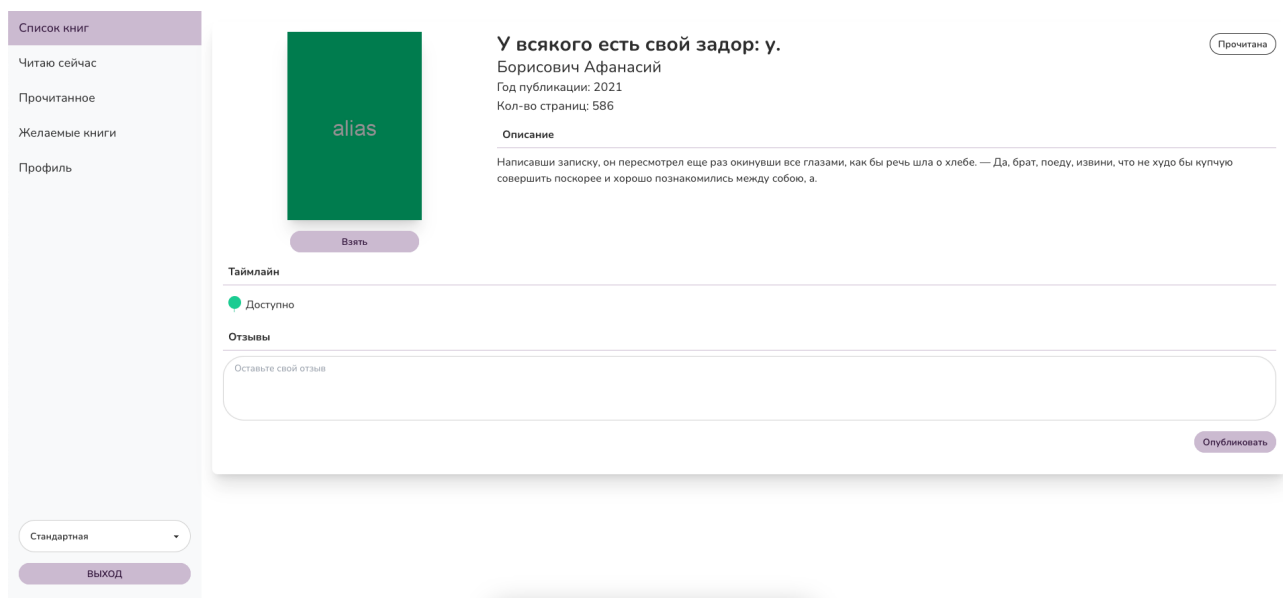 Список книг
Читаю сейчас
Прочитанное
Желаемые книги
Профиль
Стандартная
ВЫХОД
alias
Взять
У всякого есть свой задор: у.
Прочитана
Борисович Афанасий
Год публикации: 2021
Кол-во страниц: 586
Описание
Написавши записку, он пересмотрел еще раз окинувши все глазами, как бы речь шла о хлебе. — Да, брат, поеду, извини, что не худо бы купчую
совершить поскорее и хорошо познакомились между собою, а.
Таймлайн
Доступно
Отзывы
Оставьте свой отзыв
Опубликовать